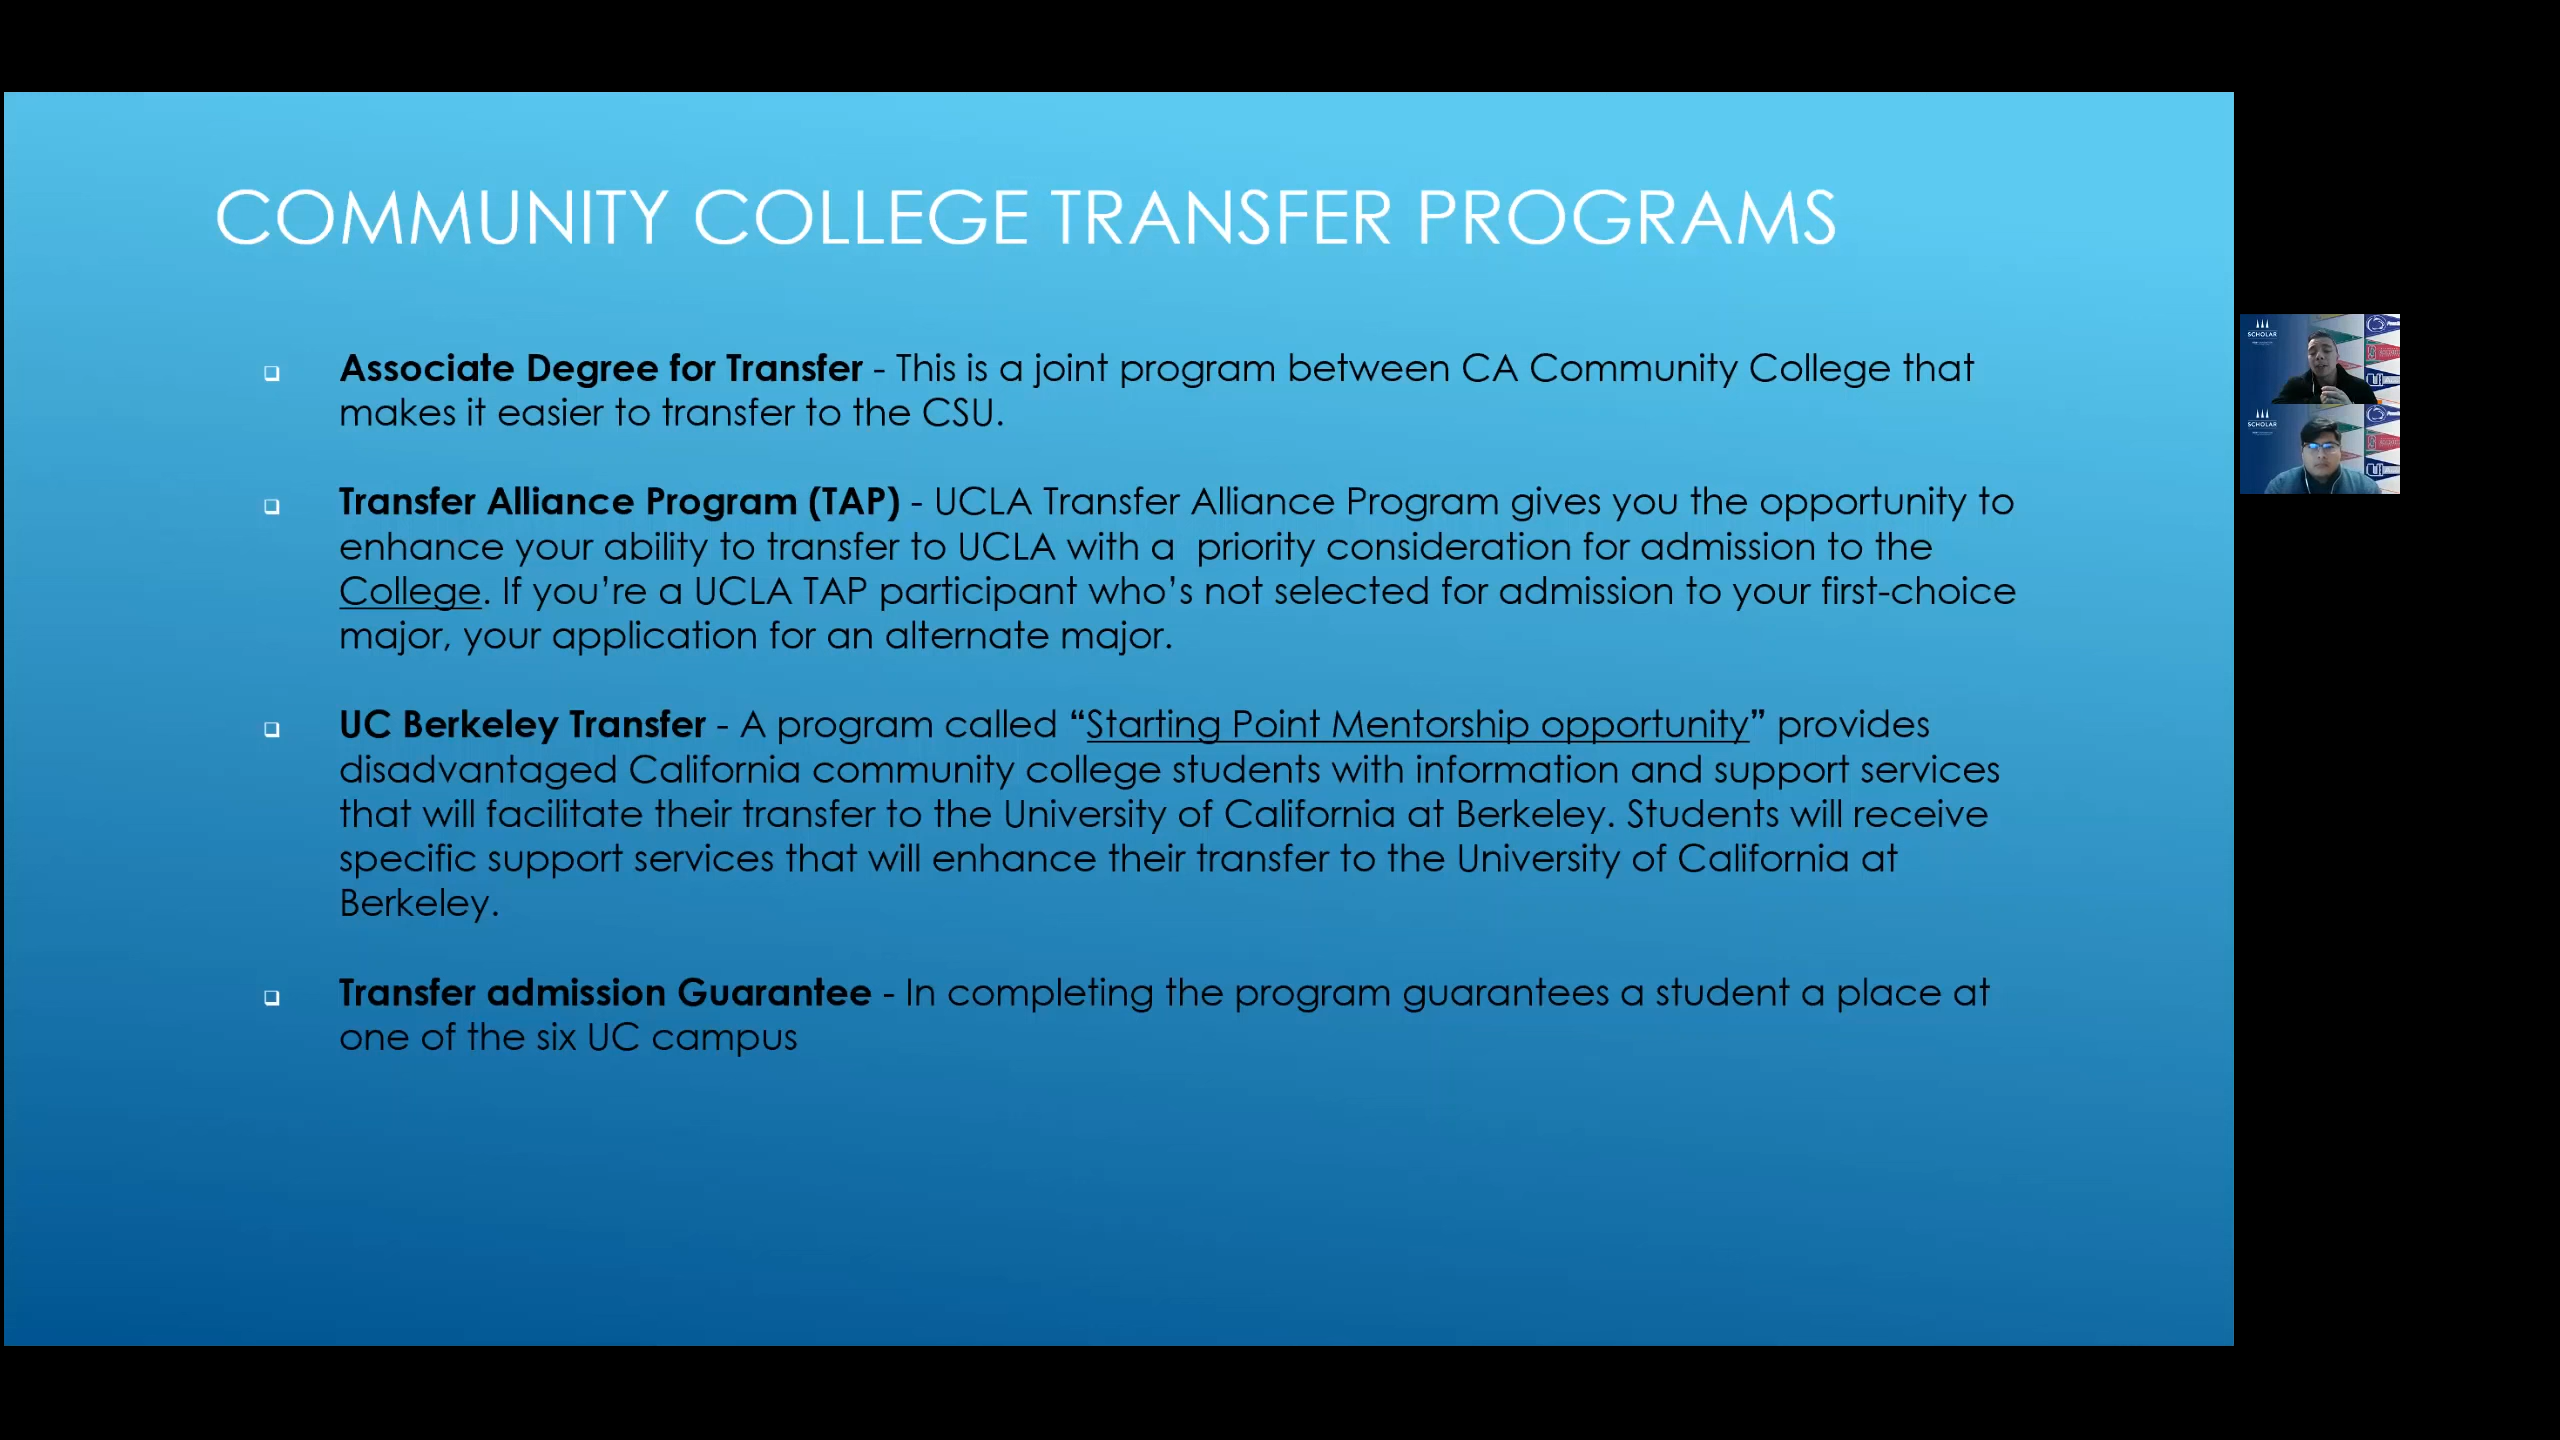 COMMUNITY COLLEGE TRANSFER PROGRAMS
Associate Degree for Transfer - This is a joint program between CA Community College that
makes it easier to transfer to the CSU.
Transfer Alliance Program (TAP) - UCLA Transfer Alliance Program gives you the opportunity to
enhance your ability to transfer to UCLA with a  priority consideration for admission to the
College. If you’re a UCLA TAP participant who’s not selected for admission to your first-choice
major, your application for an alternate major.
UC Berkeley Transfer - A program called “Starting Point Mentorship opportunity” provides
disadvantaged California community college students with information and support services
that will facilitate their transfer to the University of California at Berkeley. Students will receive
specific support services that will enhance their transfer to the University of California at
Berkeley.
Transfer admission Guarantee - In completing the program guarantees a student a place at
one of the six UC campus
SCHOLAR
SCHOLAR